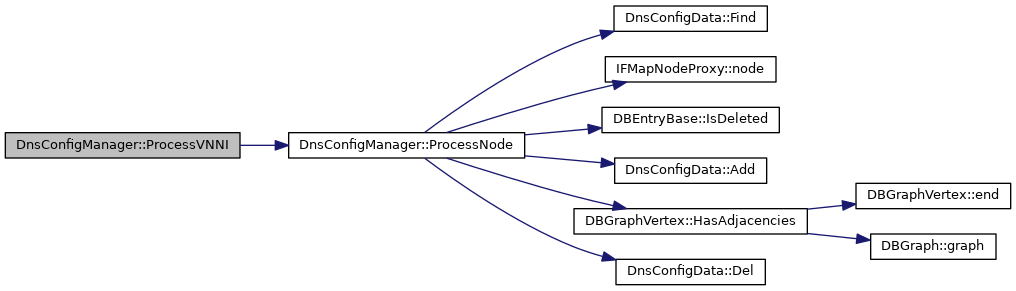 DnsConfigManager::ProcessVNNI
DnsConfigManager::ProcessNode
DnsConfigData::Find
IFMapNodeProxy::node
DBEntryBase::IsDeleted
DnsConfigData::Add
DBGraphVertex::HasAdjacencies
DnsConfigData::Del
DBGraphVertex::end
DBGraph::graph